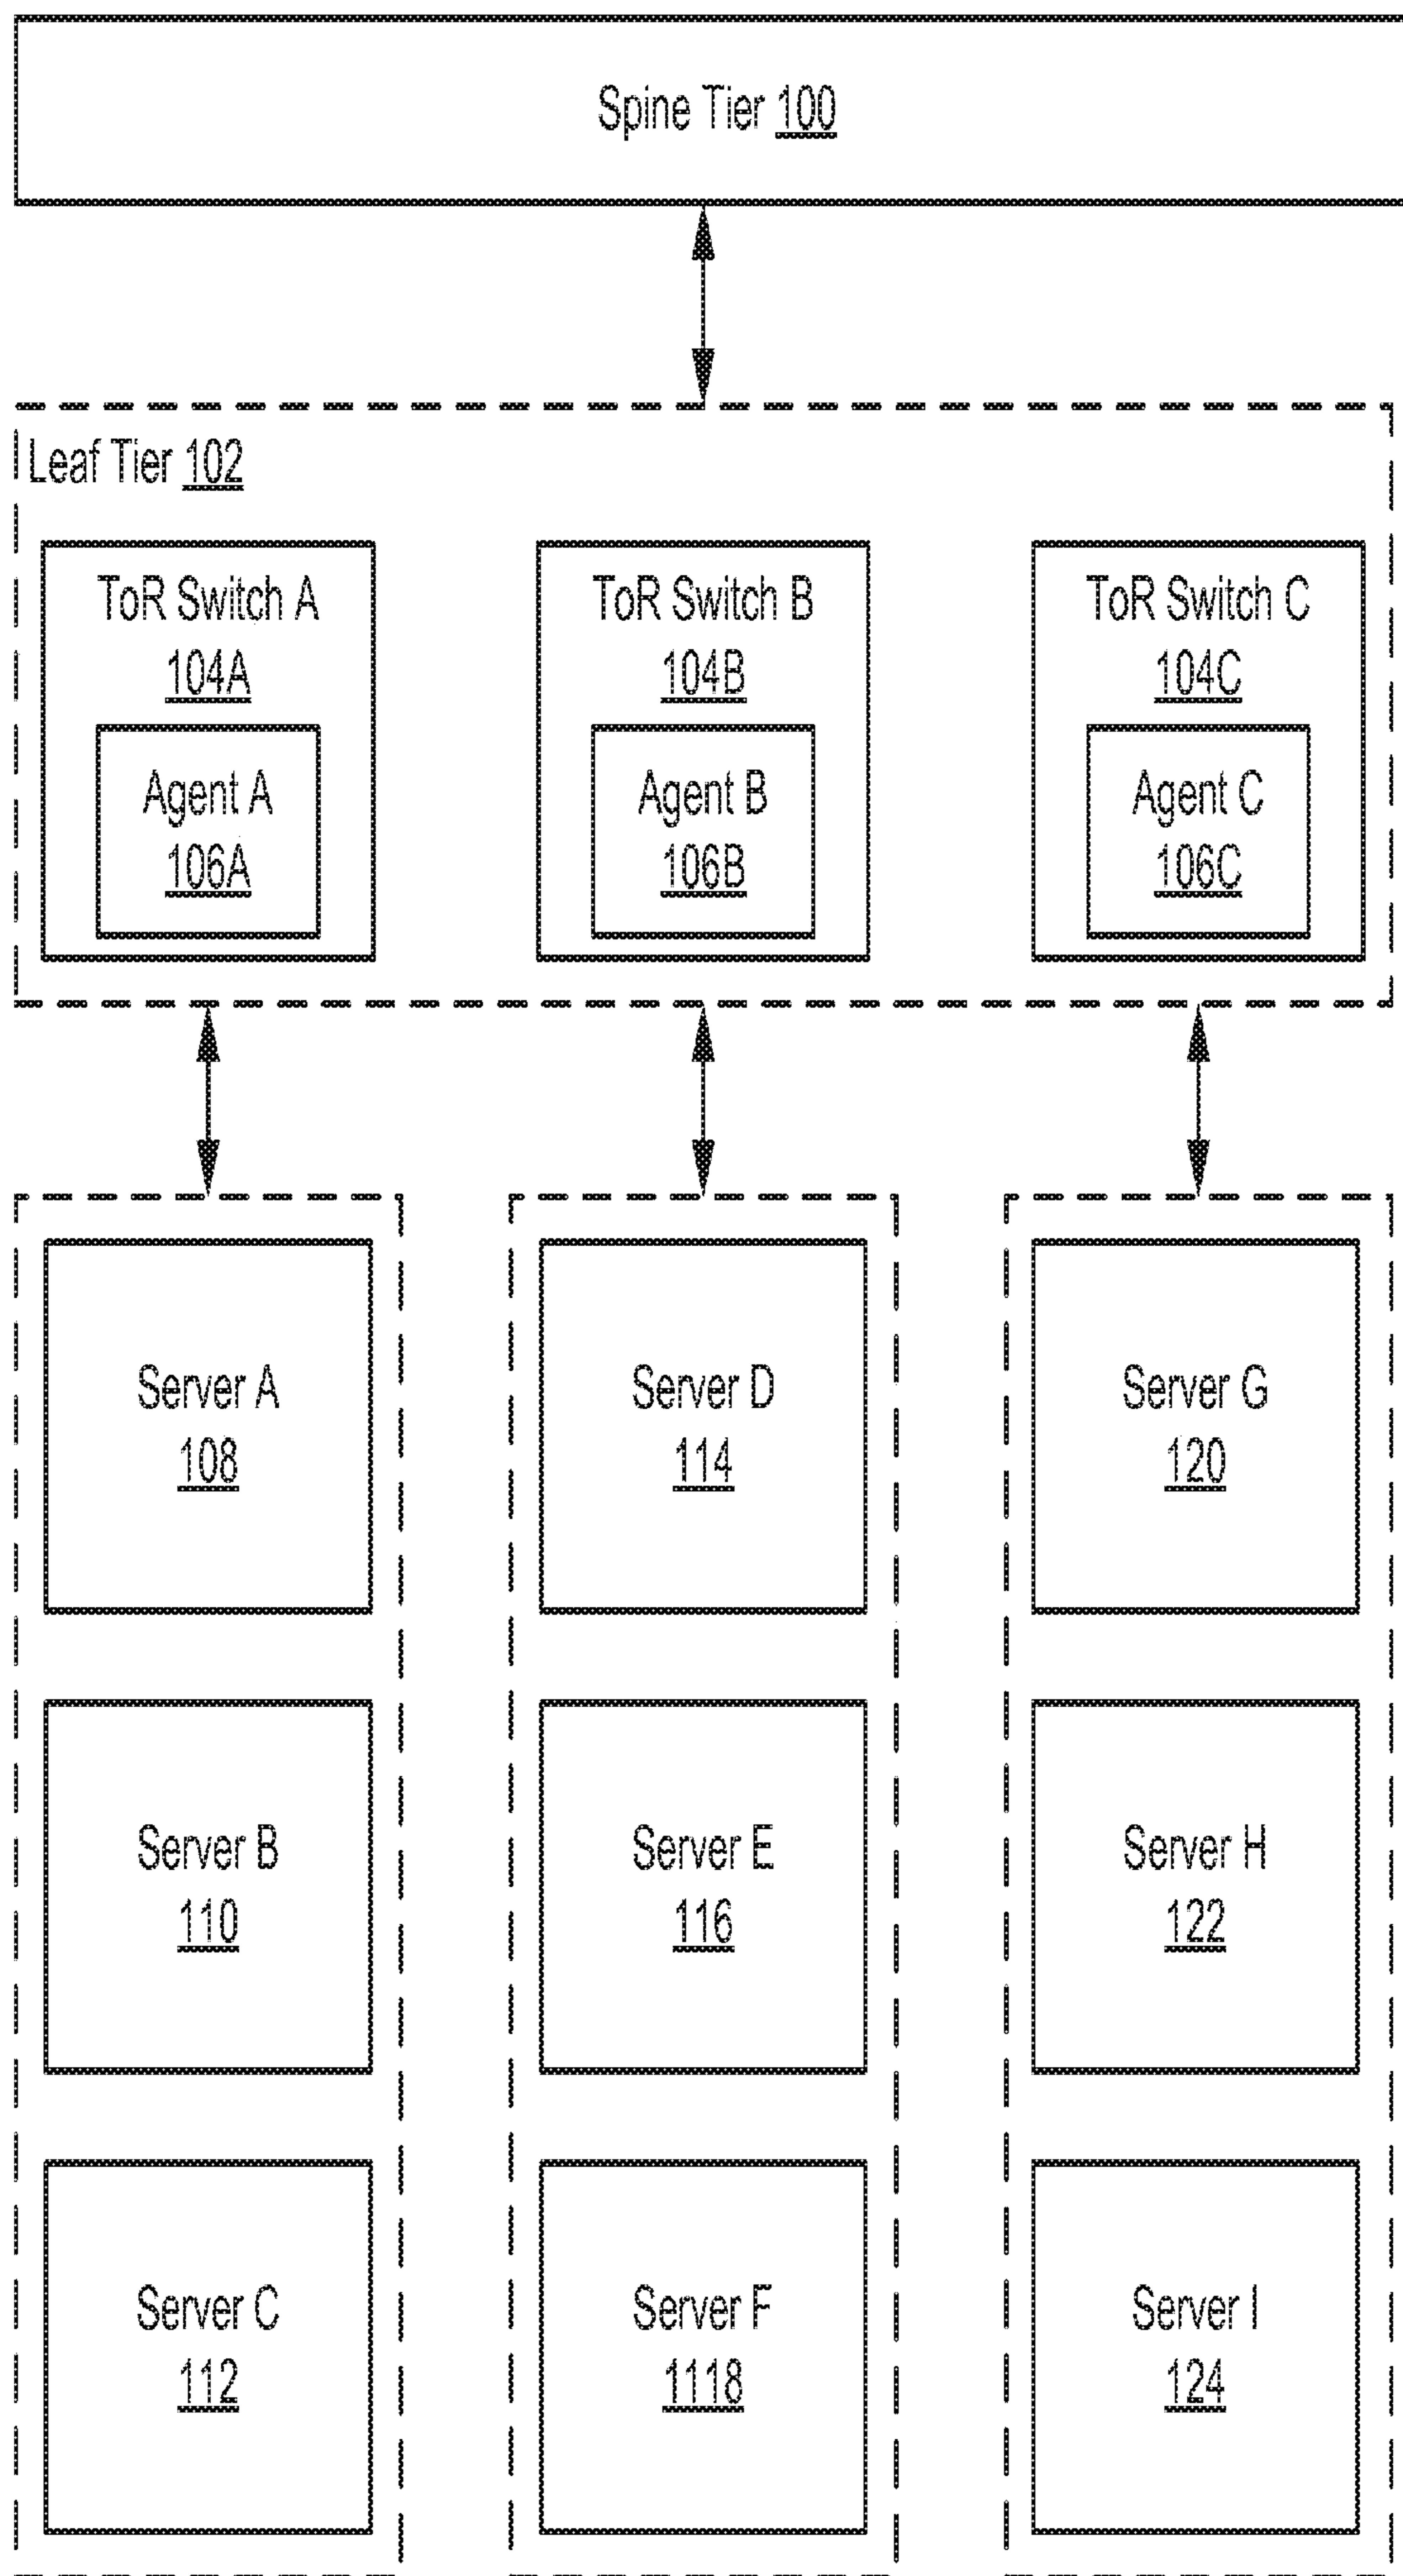 Spine Tier 100
Leaf Tier 102
ToR Switch A
104A
Agent A
106A
ToR Switch B
104B
Agent B
106B
ToR Switch C
104C
Agent C
106C
Server A
108
Server B
110
Server C
112
Server D
114
Server E
116
Server F
1118
Server G
120
Server H
122
Server I
124